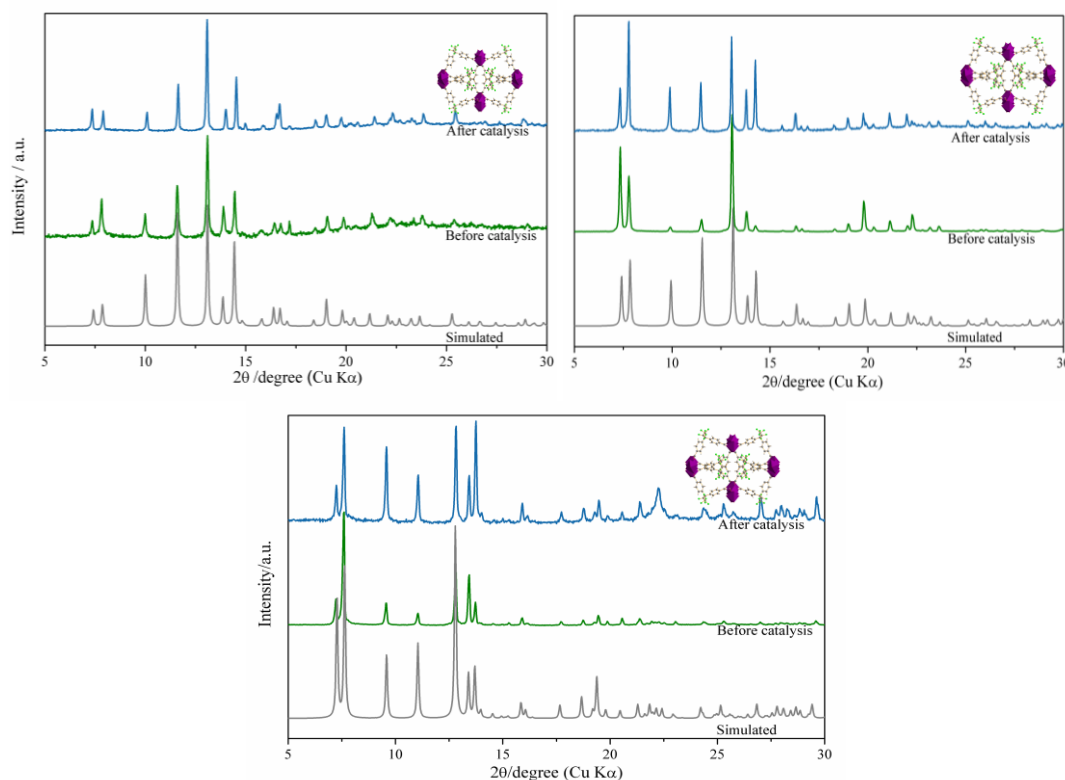 After catalysis
Before catalysis
Simulated
Intensity / a.u.
5 10 15 20 25 30
2θ /degree (Cu Kα)
After catalysis
Before catalysis
Simulated
5 10 15 20 25 30
2θ/degree (Cu Kα)
After catalysis
Before catalysis
Simulated
Intensity/a.u.
5 10 15 20 25 30
2θ/degree (Cu Kα)